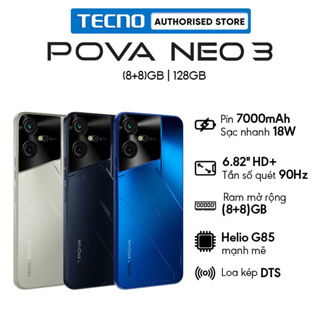 TECNO
AUTHORISED STORE
POVA NEO 3
(8+8)GB | 128GB
Pin 7000mAh
Sạc nhanh 18W
6.82" HD+
Tần số quét 90Hz
Ram mở rộng
(8+8)GB
Helio G85
mạnh mẽ
Loa kép DTS